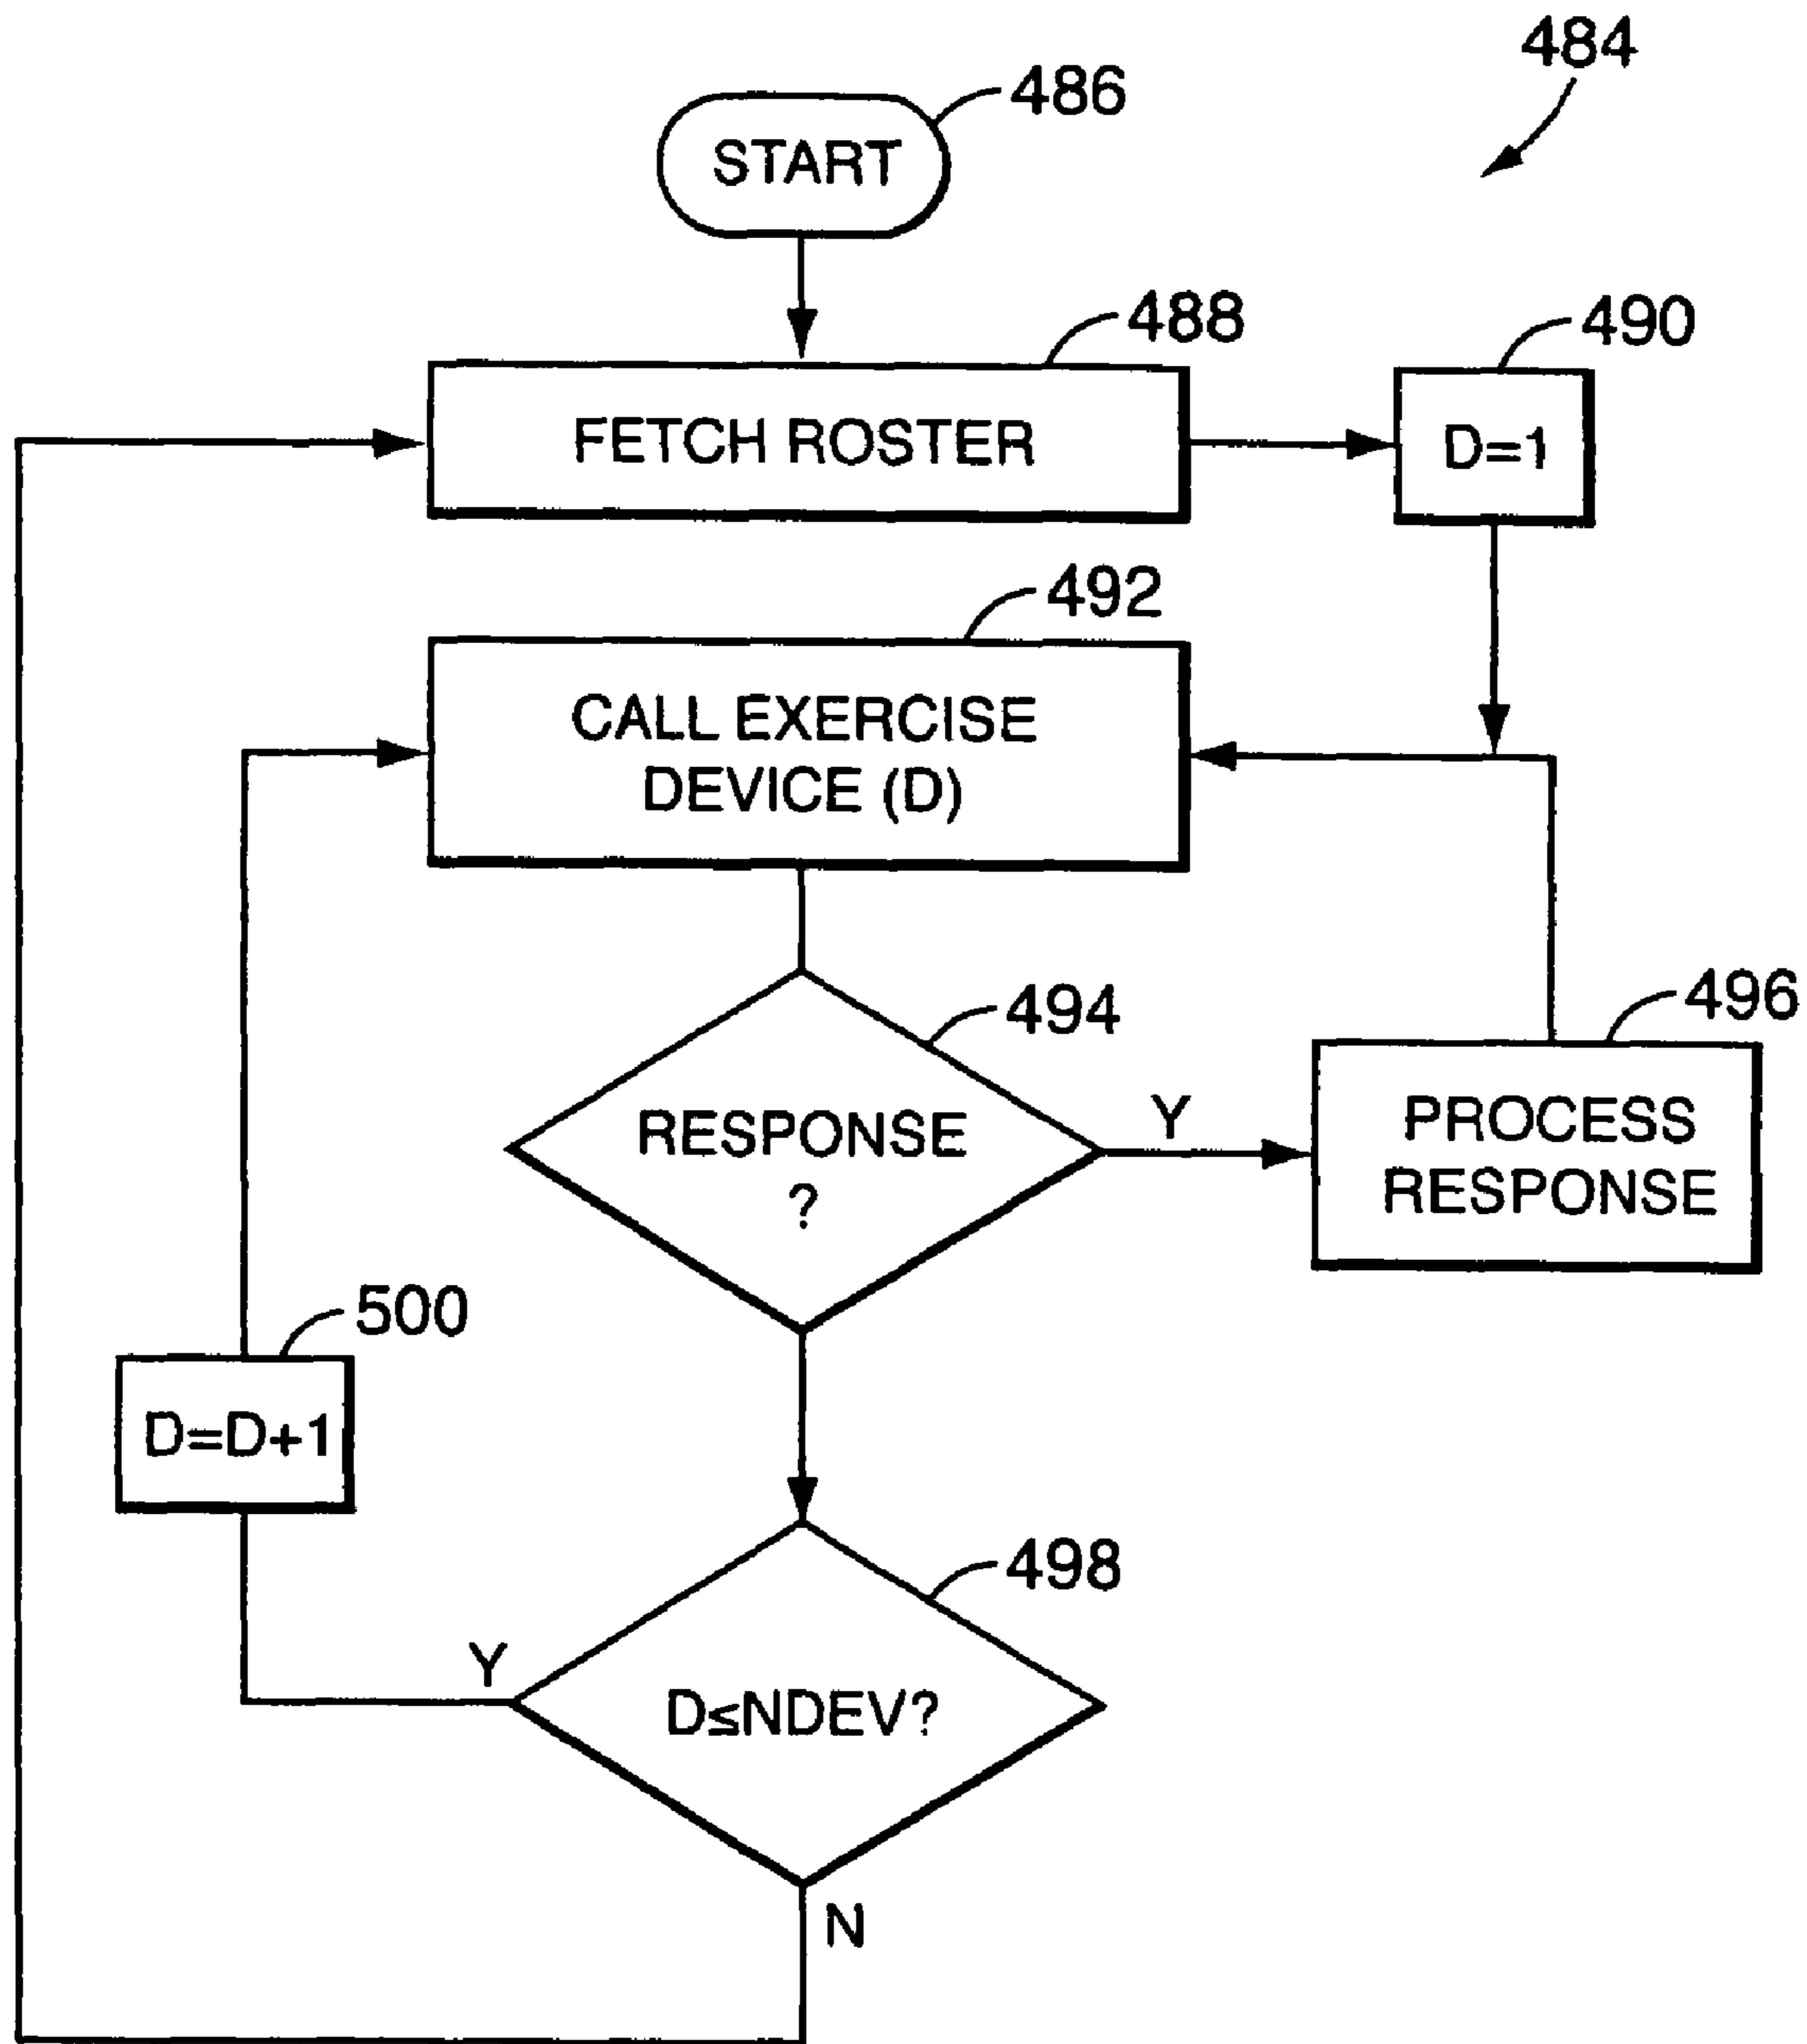 484
486
START
488
490
FETCH ROSTER
D=1
492
CALL EXERCISE
DEVICE (D)
494
496
RESPONSE
?
Y
PROCESS
RESPONSE
500
D=D+1
498
Y
D≤NDEV?
N